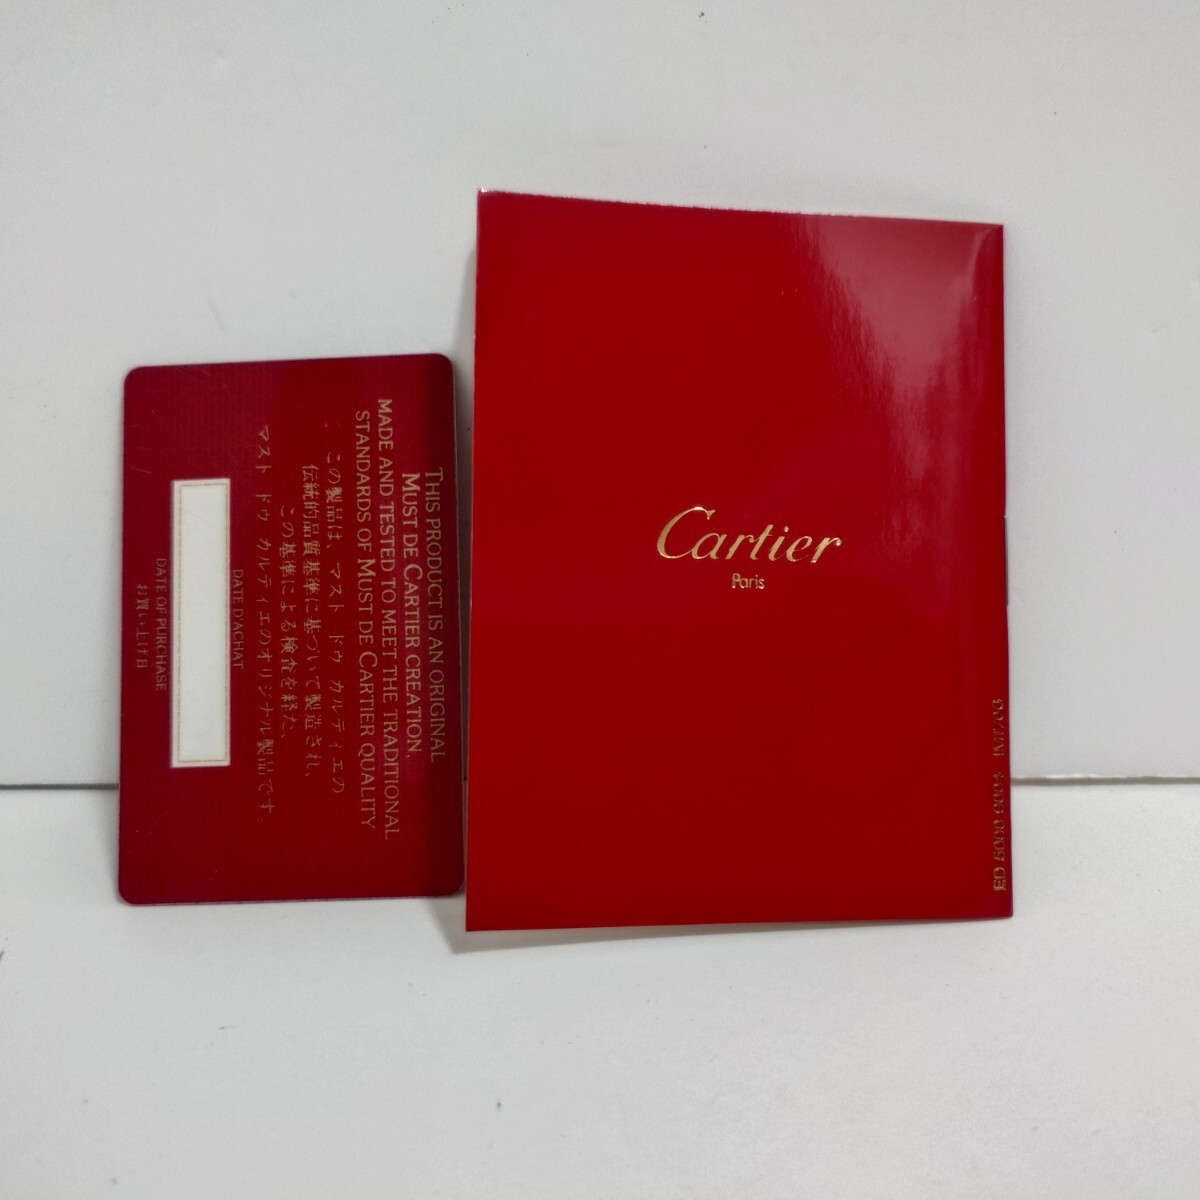 THIS PRODUCT IS AN ORIGINAL
MUST DE CARTIER CREATION,
MADE AND TESTED TO MEET THE TRADITIONAL
STANDARDS OF MUST DE CARTIER QUALITY
この製品は、マスト ドゥ カルティエの
伝統的品質基準に基づいて製造され、
この基準による検査を経た、
マスト ドゥ カルティエのオリジナル製品です。
DATE D'ACHAT
DATE OF PURCHASE
お買い上げ日
Cartier
Paris